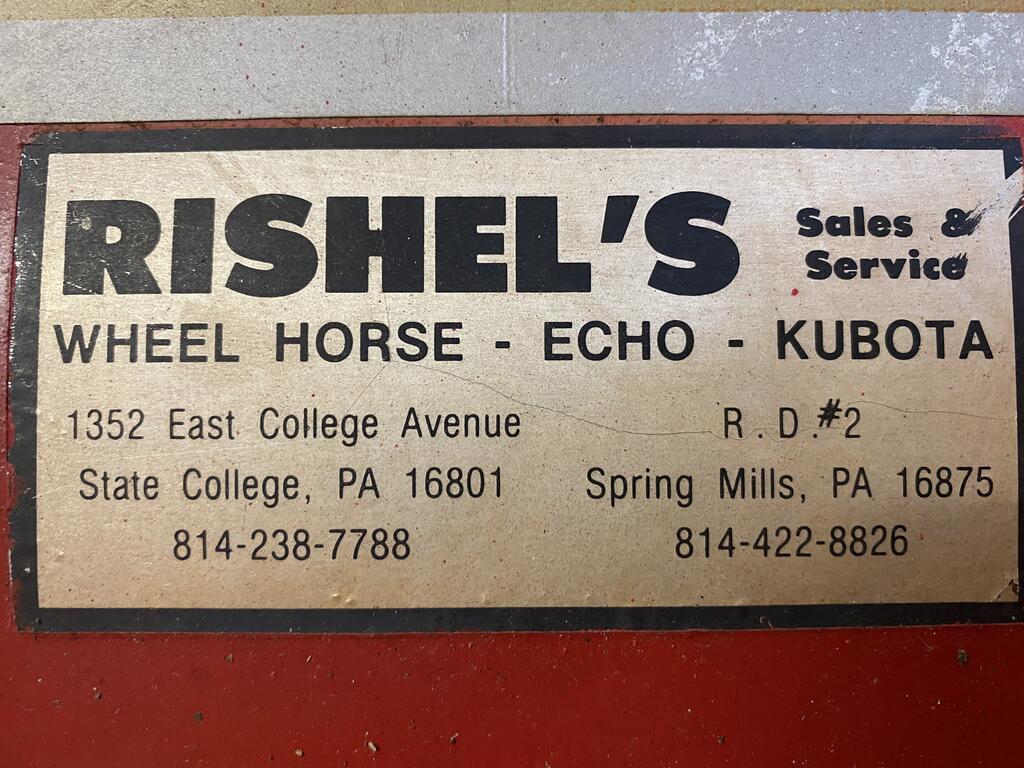 RISHEL'S Sales & Service
WHEEL HORSE - ECHO - KUBOTA
1352 East College Avenue
State College, PA 16801
814-238-7788
R.D.#2
Spring Mills, PA 16875
814-422-8826